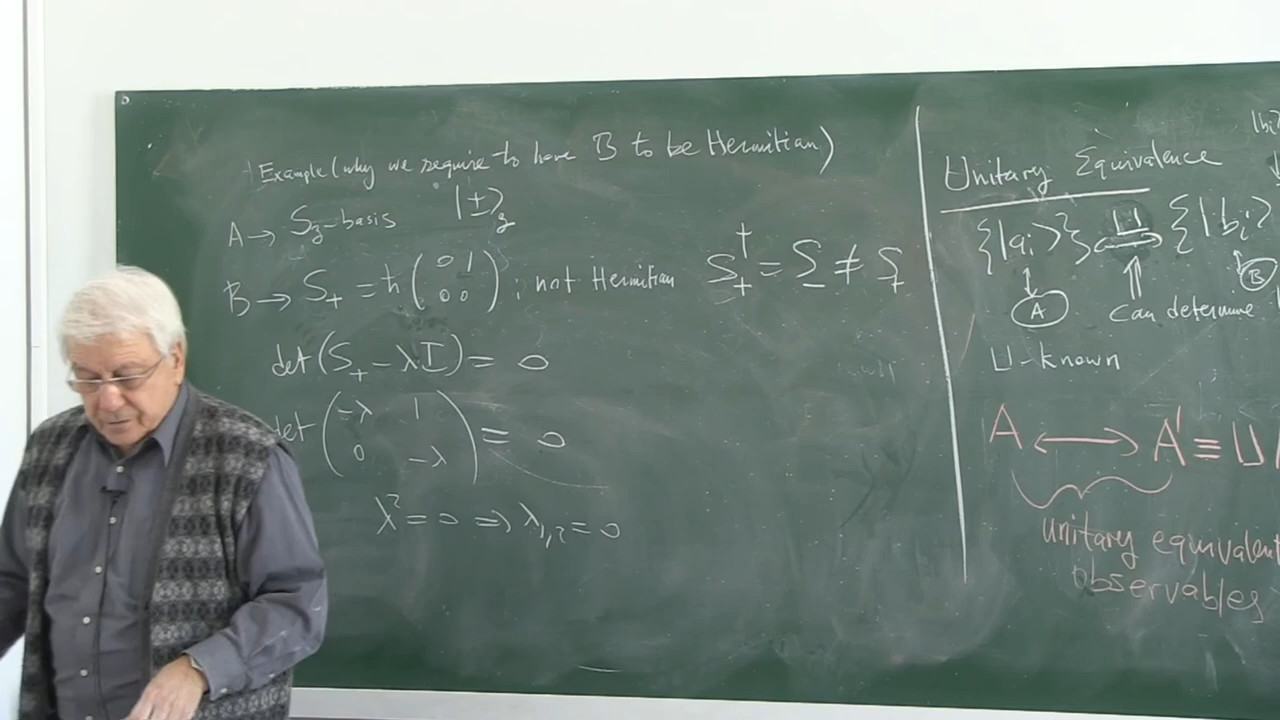 Example (why we require to have B to be Hermitian)
A → S_z-basis |±⟩_z
B → S_+ = ħ (0 1 0 0) ; not Hermitian S_+^† = S_- ≠ S_+
det(S_+ - λI) = 0
det(-λ 1 0 -λ) = 0
λ² = 0 ⇒ λ_{1,2} = 0
Unitary Equivalence
{|a_i⟩} ⇔ U {|b_i⟩
A can determine B
U-known
A ↔ A' ≡ U
unitary equivalent
observables